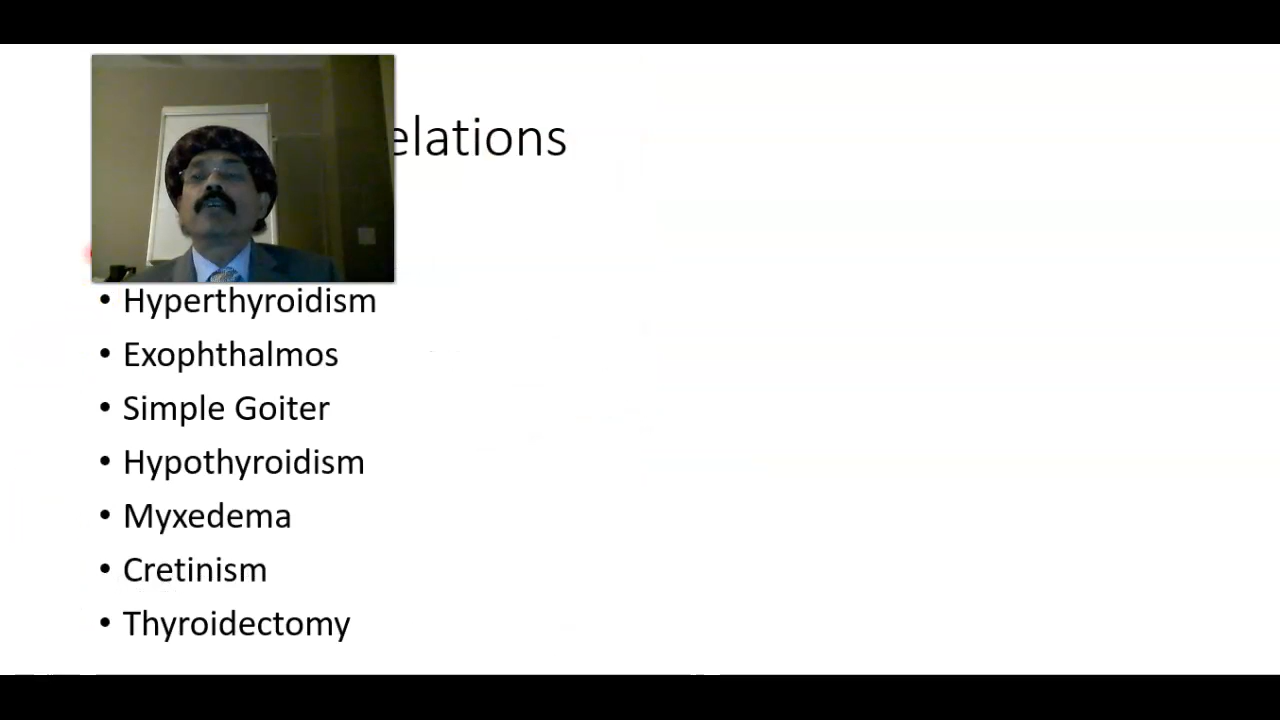 elations
• Hyperthyroidism
• Exophthalmos
• Simple Goiter
• Hypothyroidism
• Myxedema
• Cretinism
• Thyroidectomy